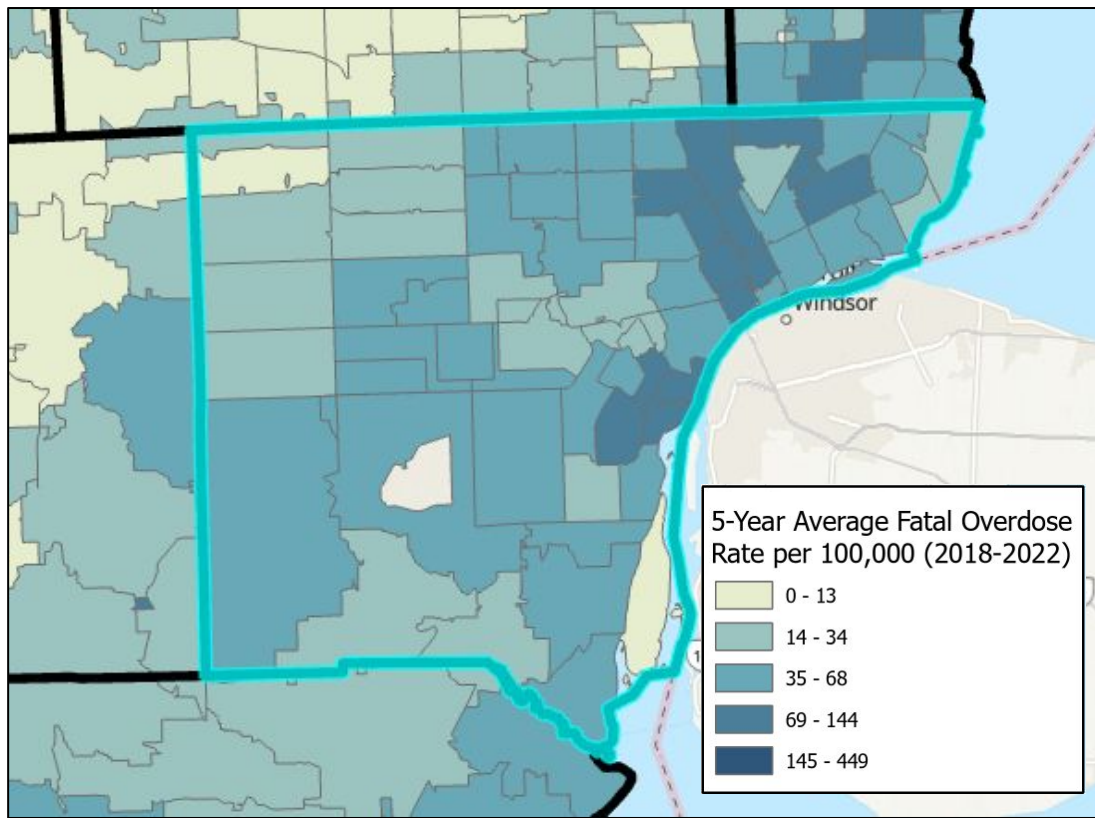 Windsor
5-Year Average Fatal Overdose
Rate per 100,000 (2018-2022)
0 - 13
14 - 34
35 - 68
69 - 144
145 - 449